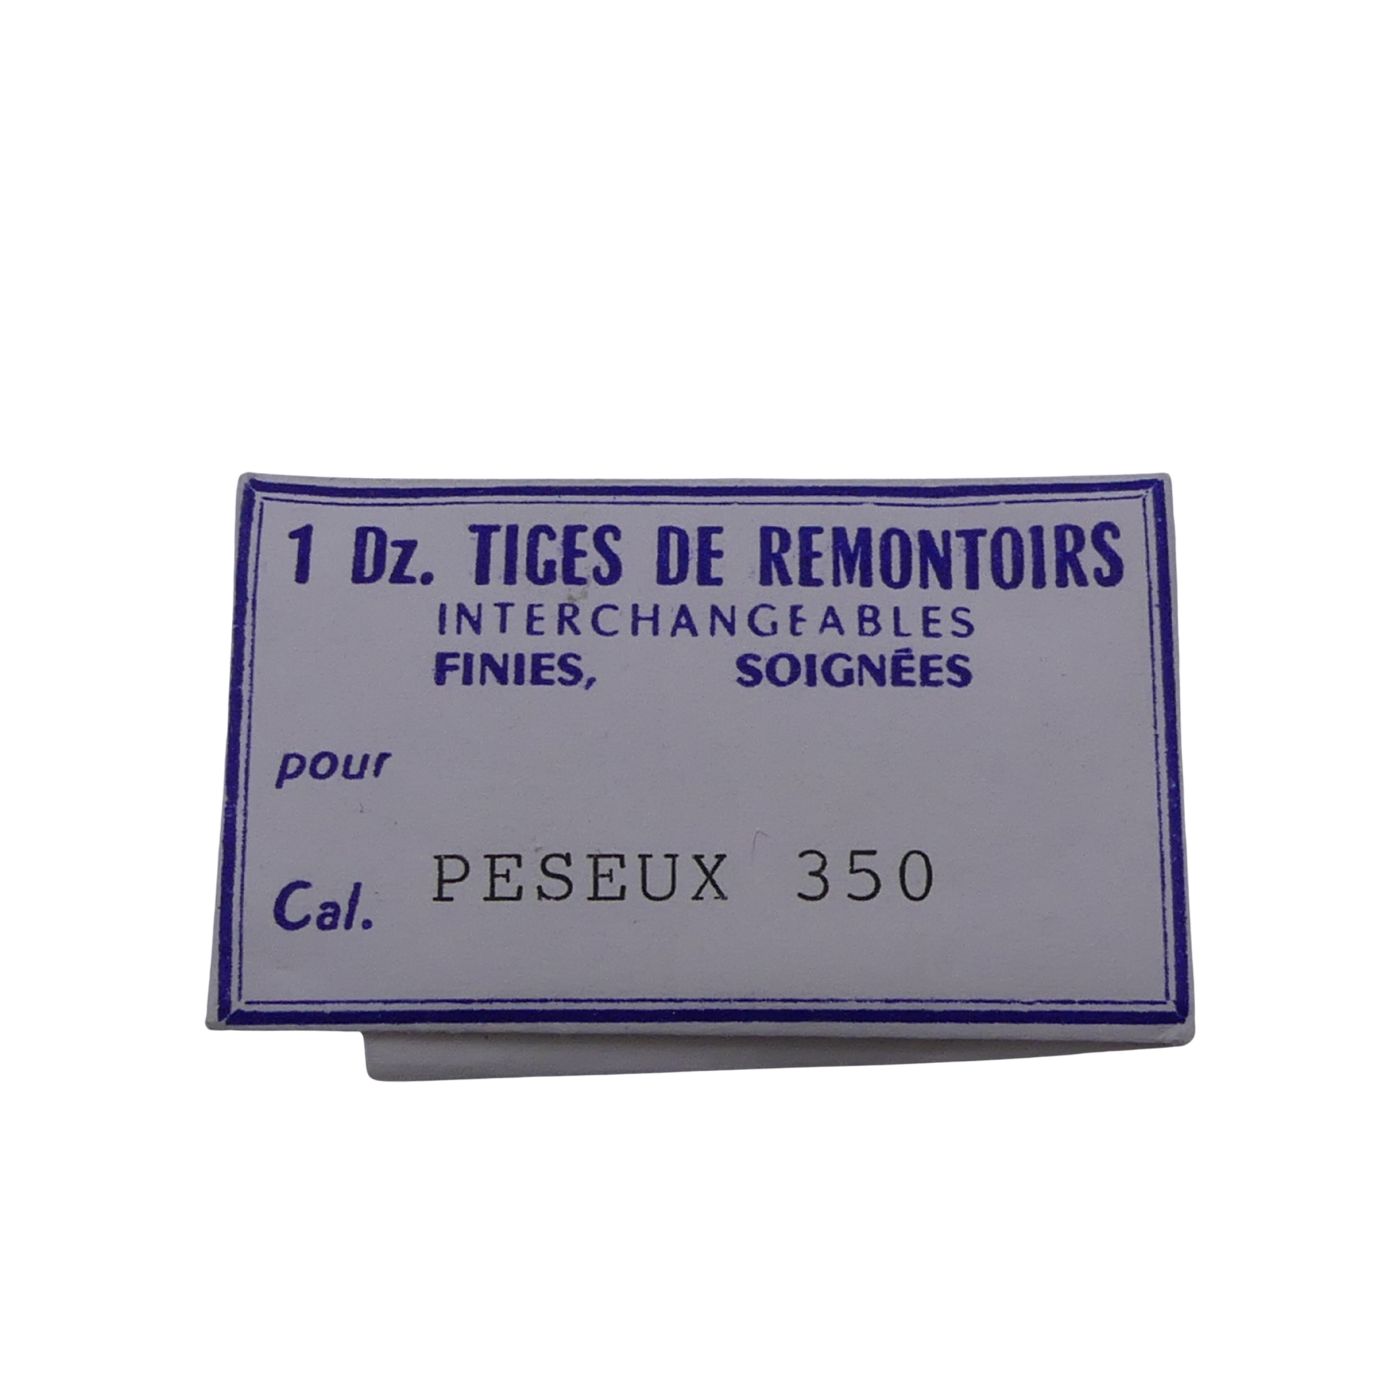 1 Dz. TIGES DE REMONTOIRS
INTERCHANGEABLES
FINIES, SOIGNÉES
pour
Cal. PESEUX 350